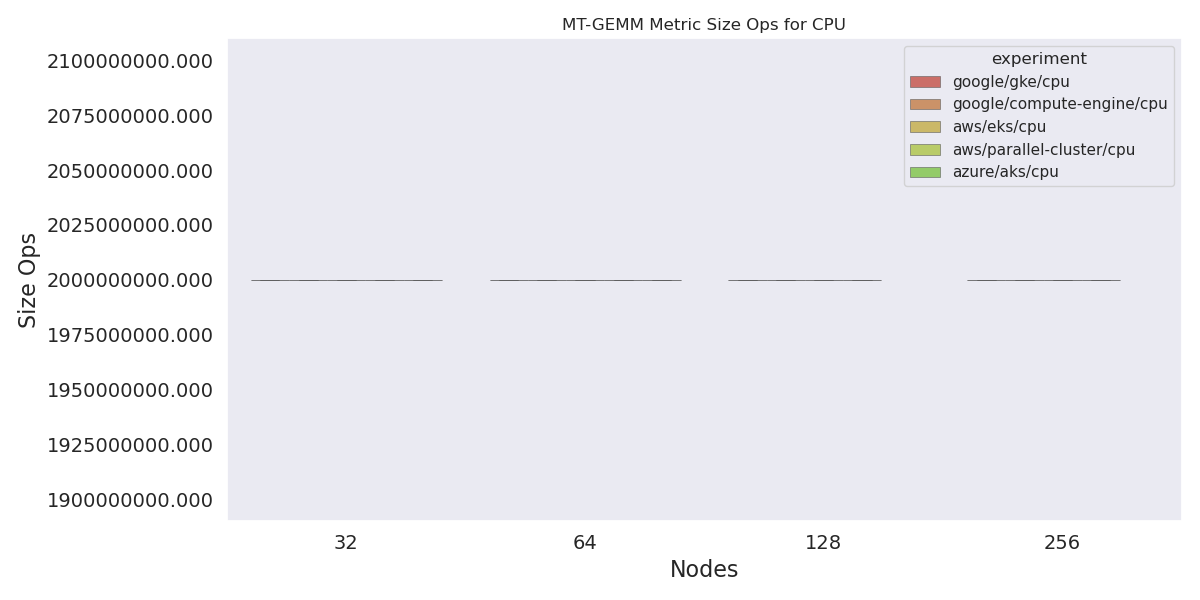 MT-GEMM Metric Size Ops for CPU
experiment
google/gke/cpu
google/compute-engine/cpu
aws/eks/cpu
aws/parallel-cluster/cpu
azure/aks/cpu
2100000000.000
2075000000.000
2050000000.000
2025000000.000
2000000000.000
1975000000.000
1950000000.000
1925000000.000
1900000000.000
Size Ops
32 64 128 256
Nodes